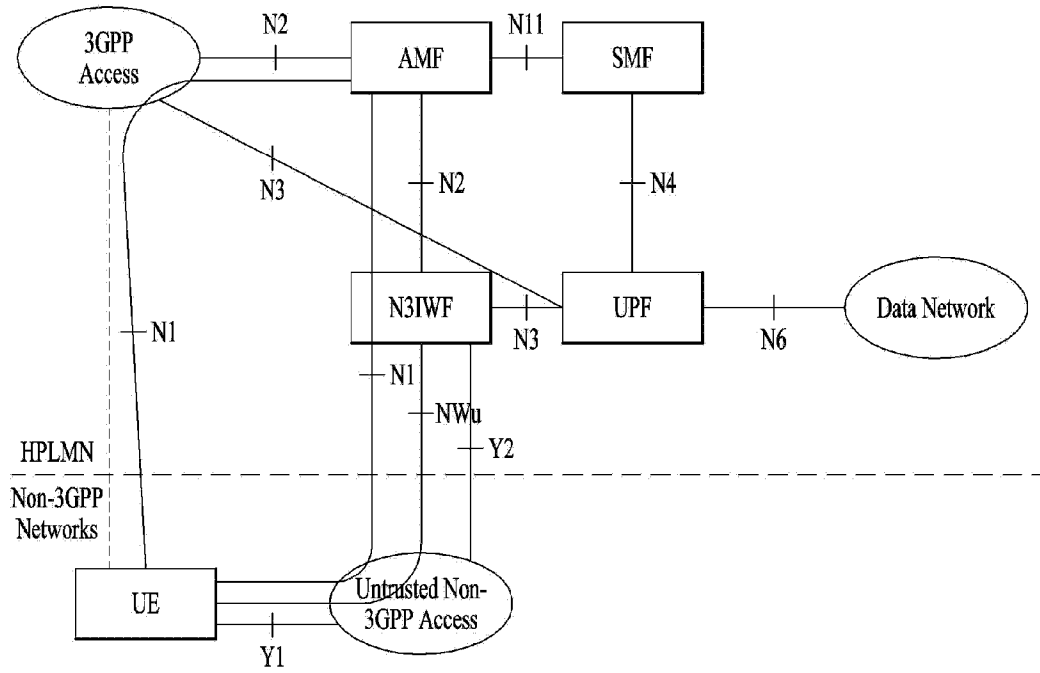 N2
N11
3GPP
Access
AMF
SMF
N3
N2
N4
N3IWF
UPF
Data Network
N1
N3
N6
N1
NWu
Y2
HPLMN
Non-3GPP
Networks
UE
Untrusted Non-
3GPP Access
Y1